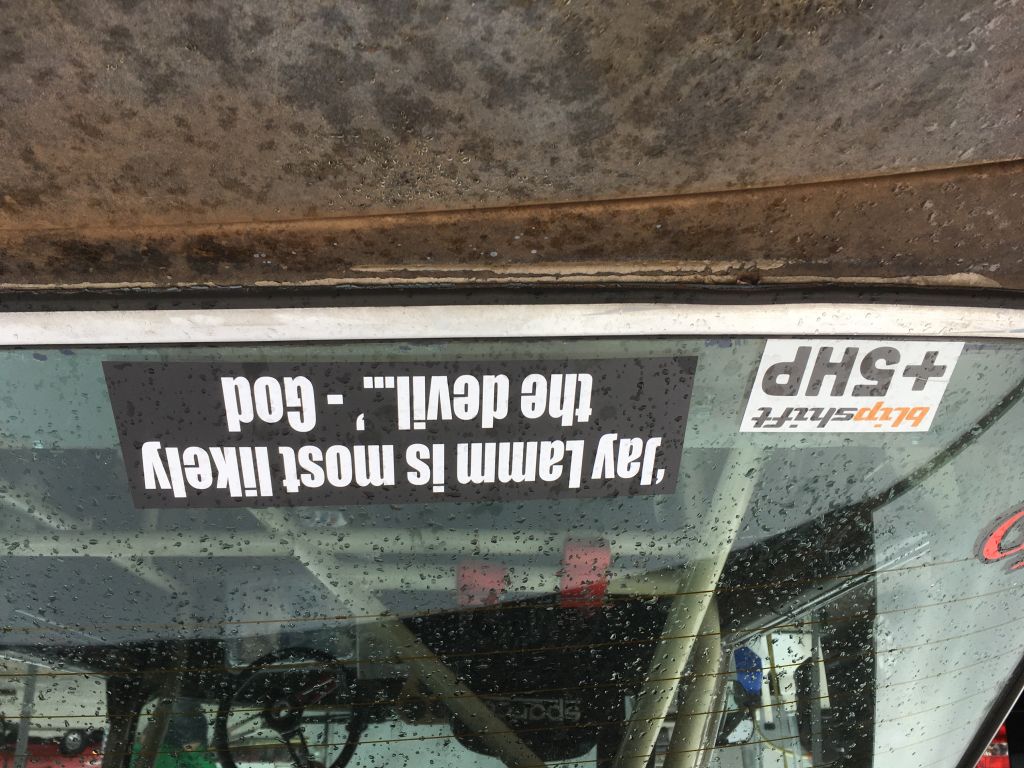 'Jay Lamm is most likely
the devil...' - God
blipshift
+5HP